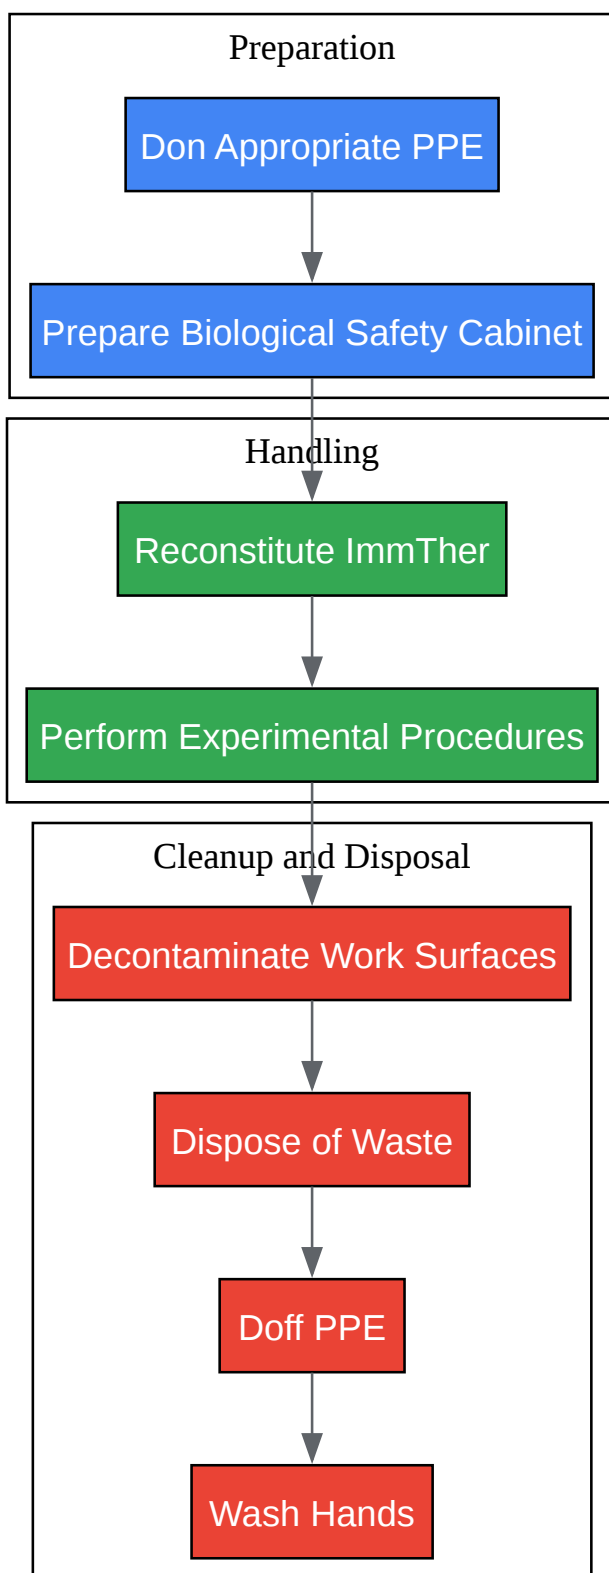 Preparation
Don Appropriate PPE
Prepare Biological Safety Cabinet
Handling
Reconstitute ImmTher
Perform Experimental Procedures
Cleanup and Disposal
Decontaminate Work Surfaces
Dispose of Waste
Doff PPE
Wash Hands